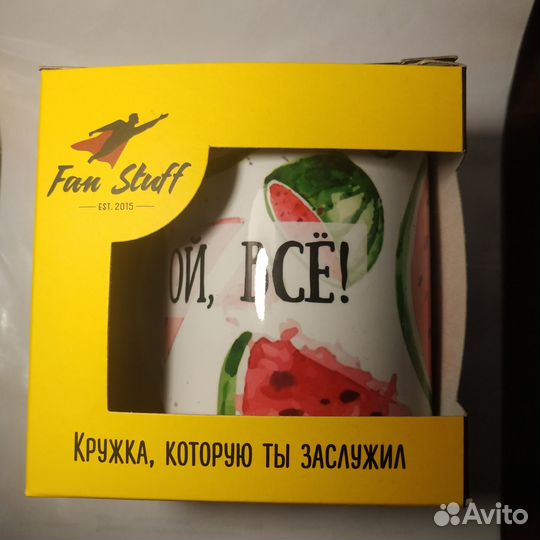 Fan Stuff
EST. 2015
ОЙ, ВСЁ!
КРУЖКА, КОТОРУЮ ТЫ ЗАСЛУЖИЛ
Avito